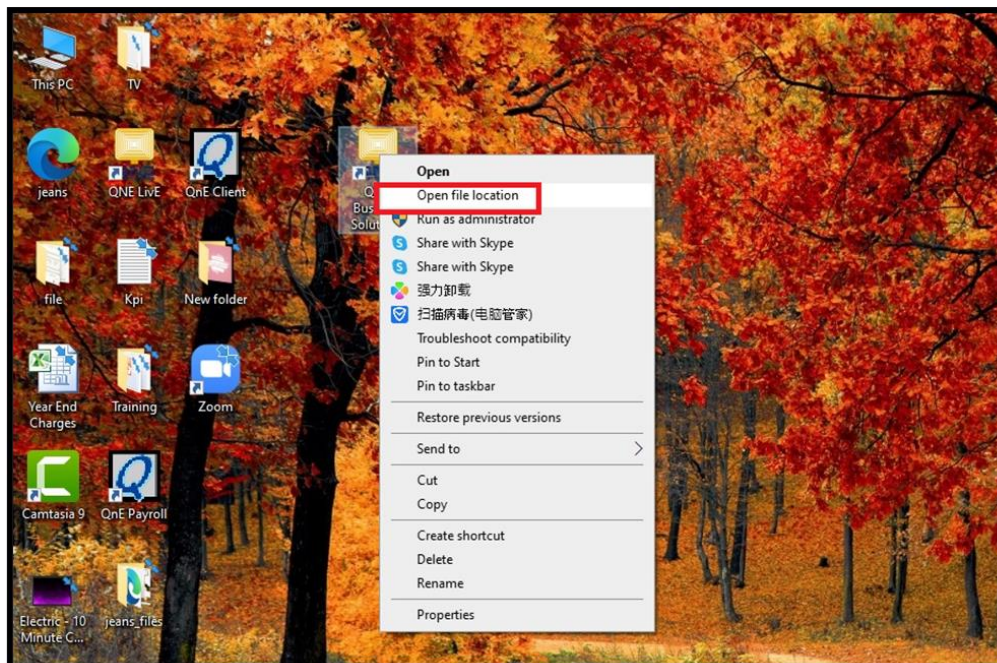 This PC
TV
jeans
QNE LivE
QnE Client
Q
Bus
Solut
file
Kpi
New folder
Year End
Charges
Training
Zoom
Camtasia 9
QnE Payroll
Electric - 10
Minute C...
jeans_files
Open
Open file location
Run as administrator
Share with Skype
Share with Skype
强力卸载
扫描病毒(电脑管家)
Troubleshoot compatibility
Pin to Start
Pin to taskbar
Restore previous versions
Send to
Cut
Copy
Create shortcut
Delete
Rename
Properties